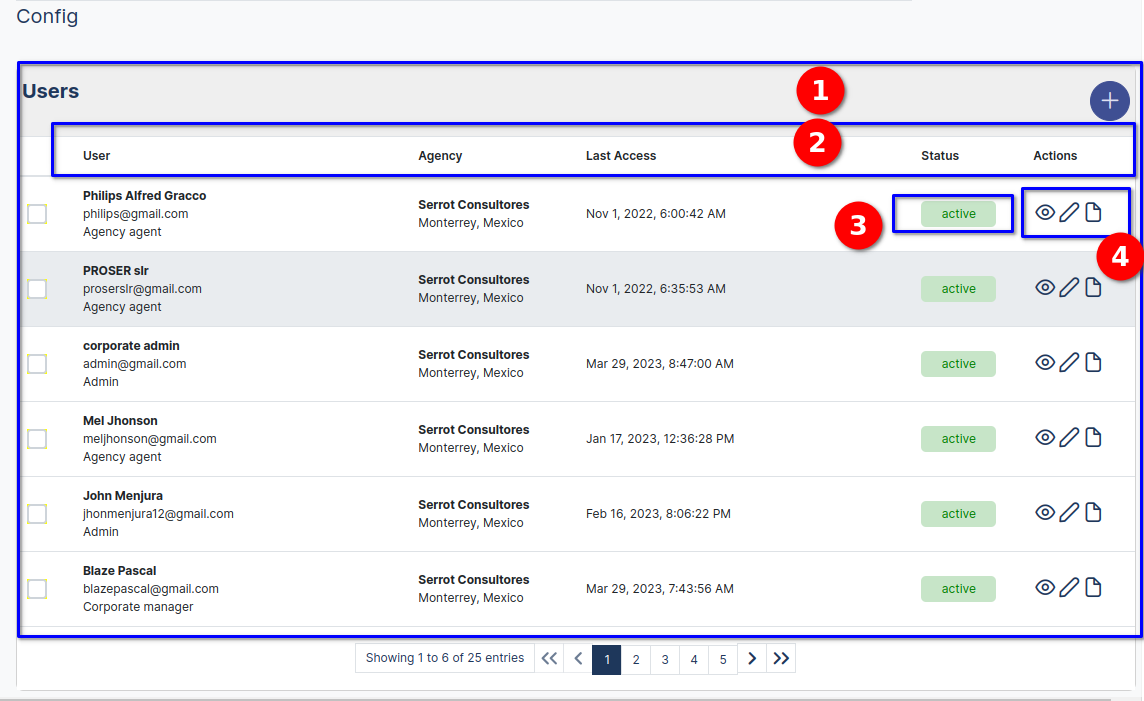 Config
Users
1
2
User Agency Last Access Status Actions
Philips Alfred Gracco
philips@gmail.com
Agency agent
Serrot Consultores
Monterrey, Mexico
Nov 1, 2022, 6:00:42 AM
3
active
4
PROSER slr
proserslr@gmail.com
Agency agent
Serrot Consultores
Monterrey, Mexico
Nov 1, 2022, 6:35:53 AM
active
corporate admin
admin@gmail.com
Admin
Serrot Consultores
Monterrey, Mexico
Mar 29, 2023, 8:47:00 AM
active
Mel Jhonson
meljhonson@gmail.com
Agency agent
Serrot Consultores
Monterrey, Mexico
Jan 17, 2023, 12:36:28 PM
active
John Menjura
jhonmenjura12@gmail.com
Admin
Serrot Consultores
Monterrey, Mexico
Feb 16, 2023, 8:06:22 PM
active
Blaze Pascal
blazepascal@gmail.com
Corporate manager
Serrot Consultores
Monterrey, Mexico
Mar 29, 2023, 7:43:56 AM
active
Showing 1 to 6 of 25 entries 1 2 3 4 5